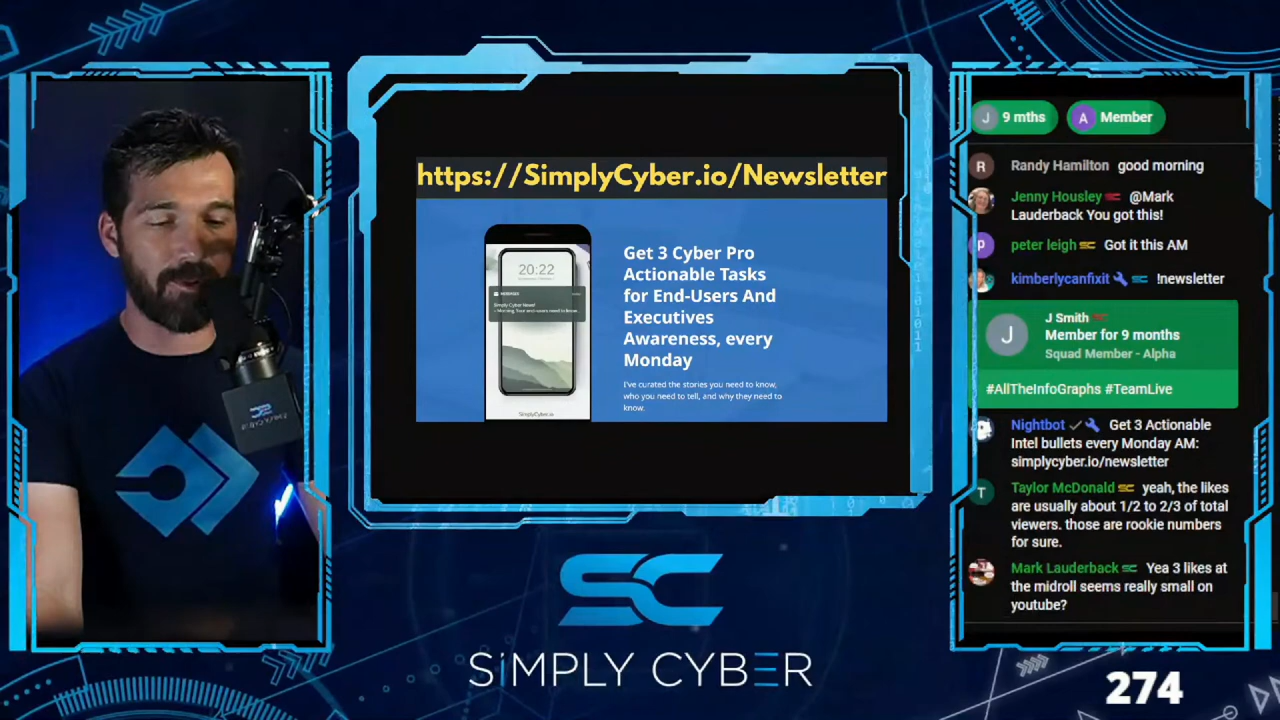 https://SimplyCyber.io/Newsletter
20:22
Get 3 Cyber Pro
Actionable Tasks
for End-Users And
Executives
Awareness, every
Monday
I've curated the stories you need to know,
who you need to tell, and why they need to
know.
SimplyCyber.io
SIMPLY CYBER
SC
SIMPLY CYBER
J 9 mths
A Member
R Randy Hamilton good morning
Jenny Housley @Mark
Lauderback You got this!
P peter leigh Got it this AM
kimberlycanfixit !newsletter
J J Smith
Member for 9 months
Squad Member - Alpha
#AllTheInfoGraphs #TeamLive
Nightbot Get 3 Actionable
Intel bullets every Monday AM:
simplycyber.io/newsletter
T Taylor McDonald yeah, the likes
are usually about 1/2 to 2/3 of total
viewers. those are rookie numbers
for sure.
Mark Lauderback Yea 3 likes at
the midroll seems really small on
youtube?
274